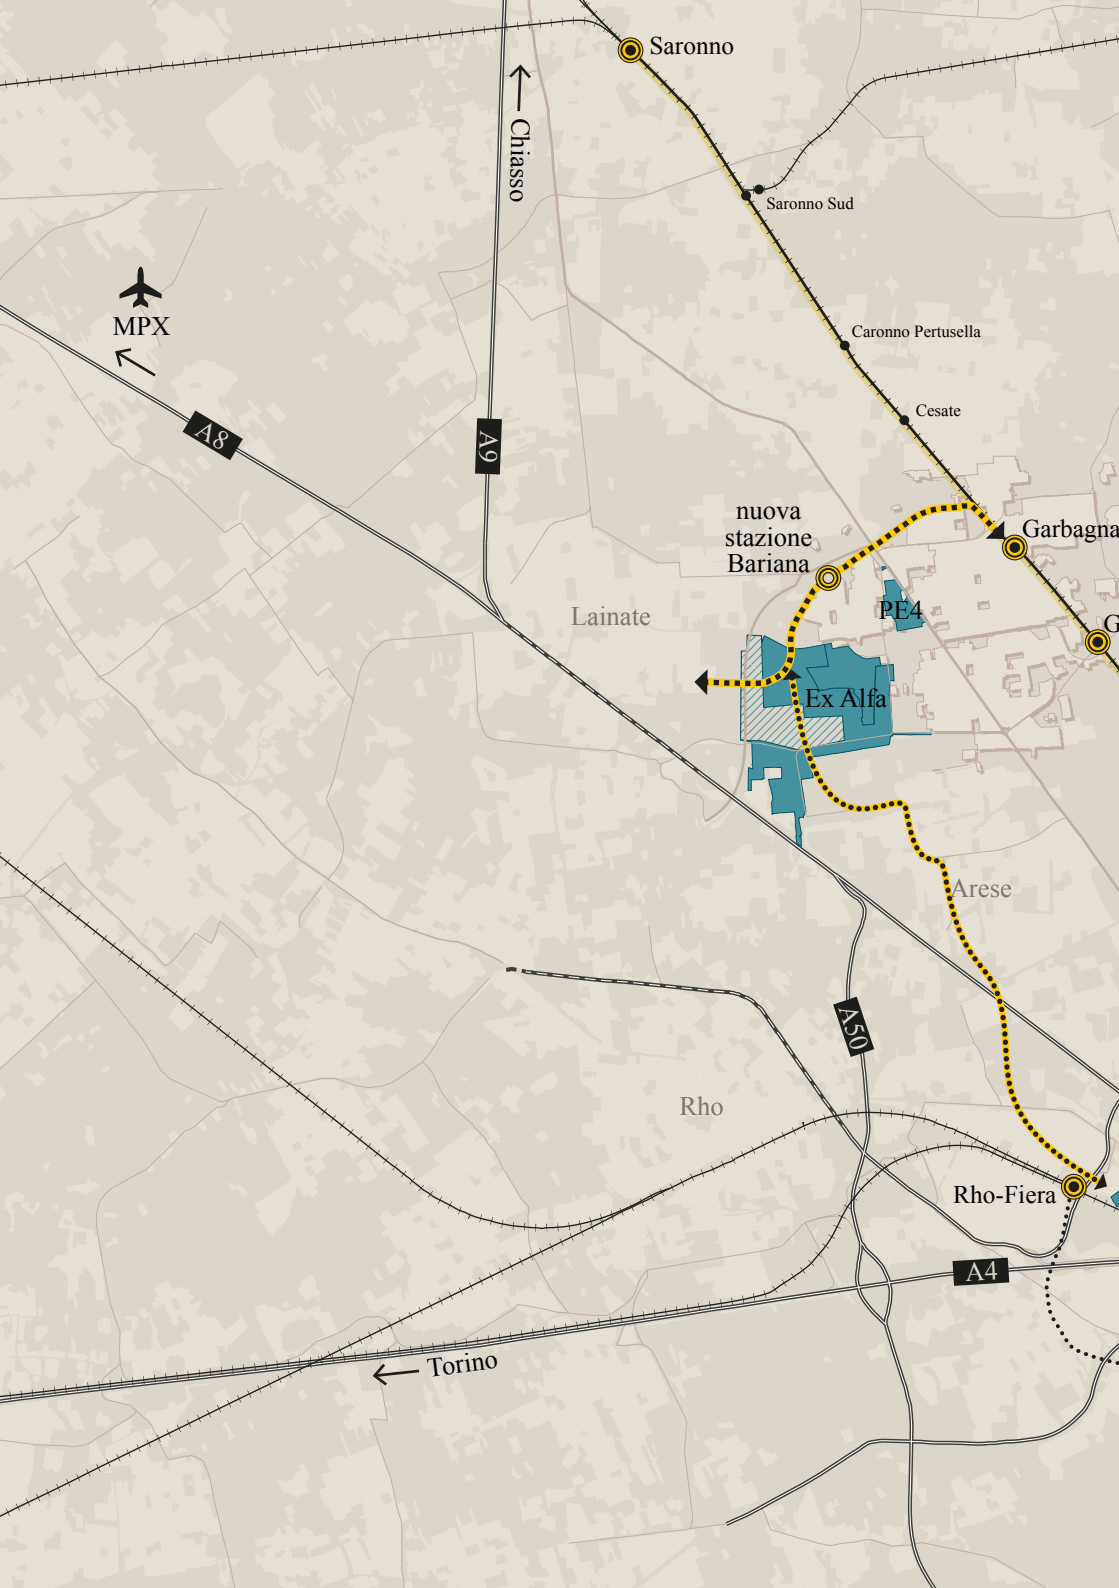 Saronno
Chiasso
Saronno Sud
MPX
Caronno Pertusella
Cesate
A8
A9
nuova
stazione
Bariana
Garbagna
PE4
Lainate
G
Ex Alfa
Arese
A50
Rho
Rho-Fiera
A4
Torino